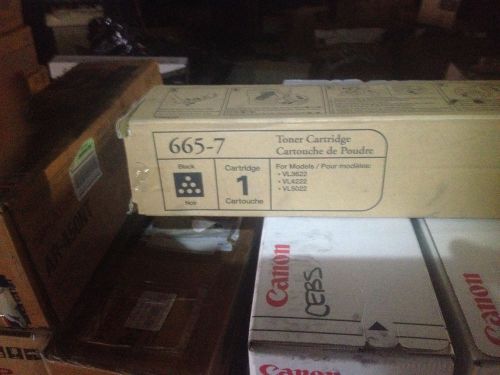 665-7
Toner Cartridge
Cartouche de Poudre
Black
Noir
Cartridge
1
Cartouche
For Models / Pour modèles:
• VL3622
• VL4222
• VL5022
Canon
CEBS
Canon
Canon